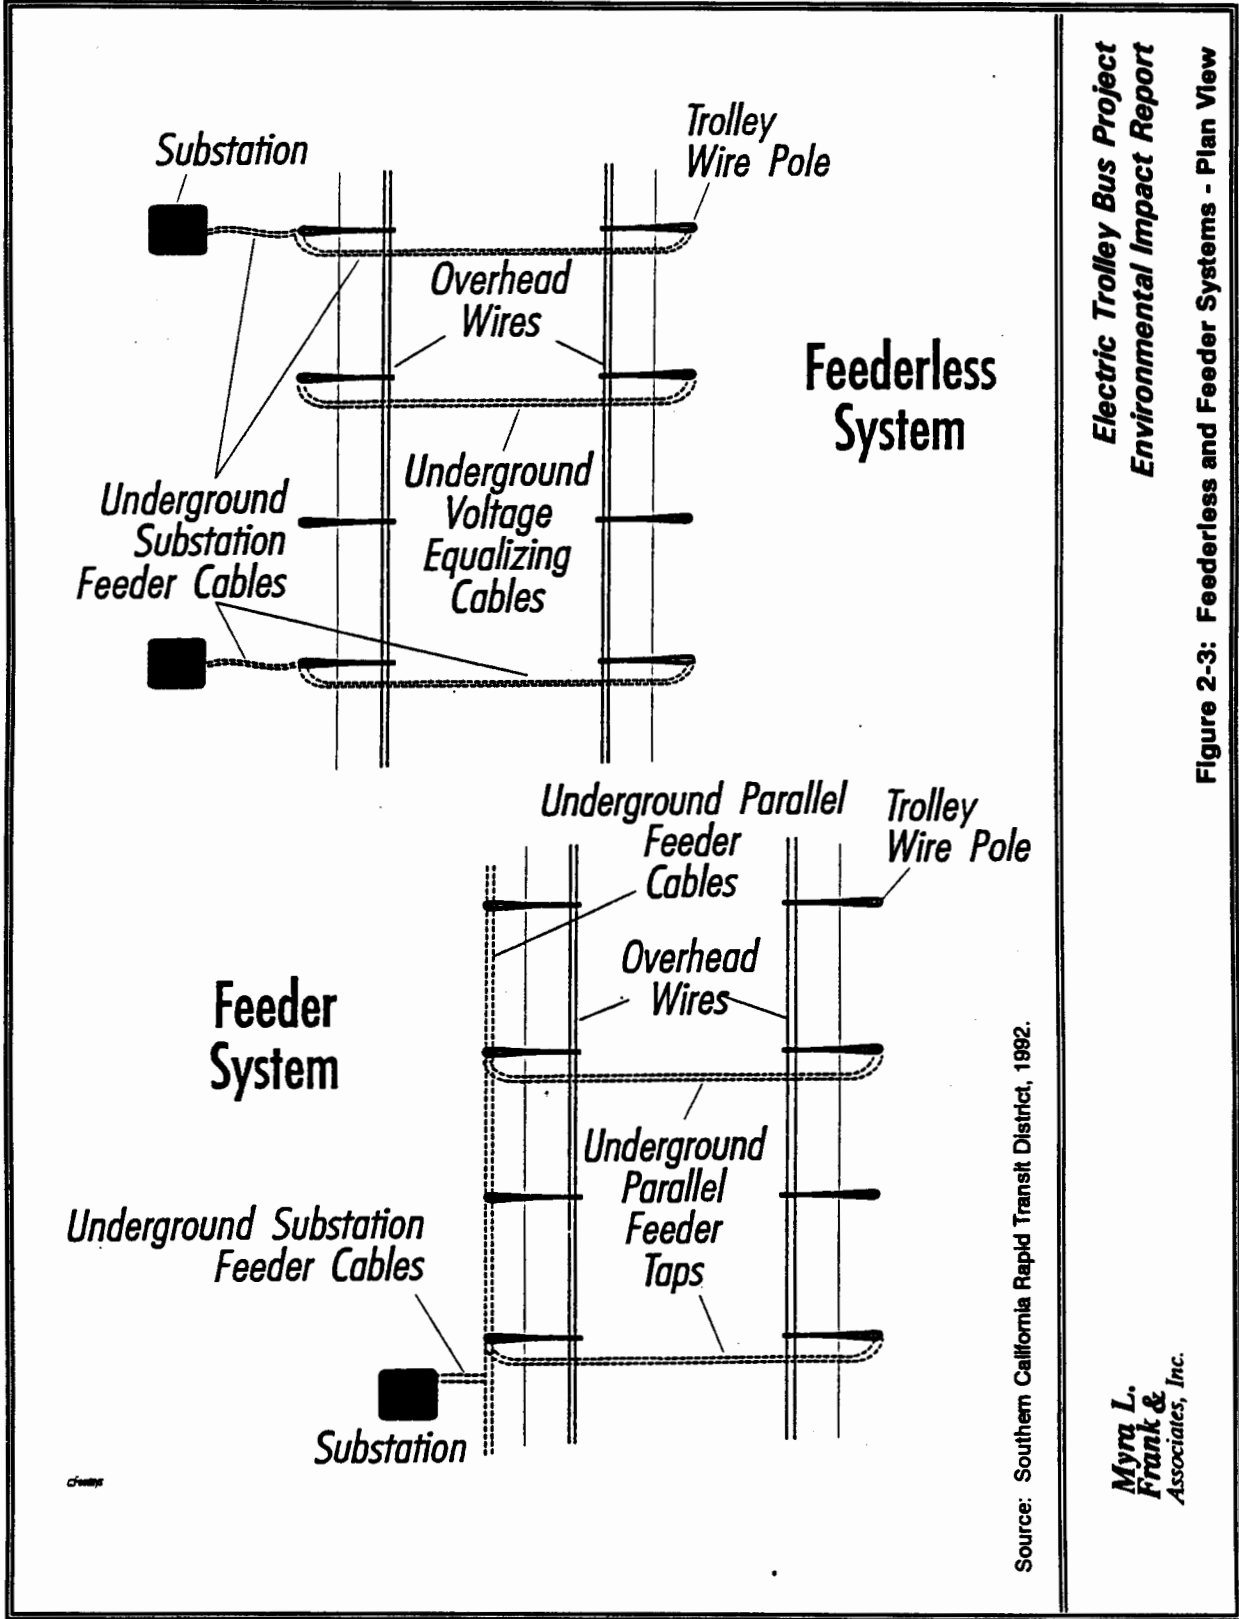 Substation
Trolley
Wire Pole
Overhead
Wires
Feederless
System
Underground
Voltage
Equalizing
Cables
Underground
Substation
Feeder Cables
Underground Parallel
Feeder
Cables
Trolley
Wire Pole
Overhead
Wires
Feeder
System
Underground
Parallel
Feeder
Taps
Underground Substation
Feeder Cables
Substation
Source: Southern California Rapid Transit District, 1992.
Electric Trolley Bus Project
Environmental Impact Report
Figure 2-3: Feederless and Feeder Systems - Plan View
Myra L.
Frank &
Associates, Inc.